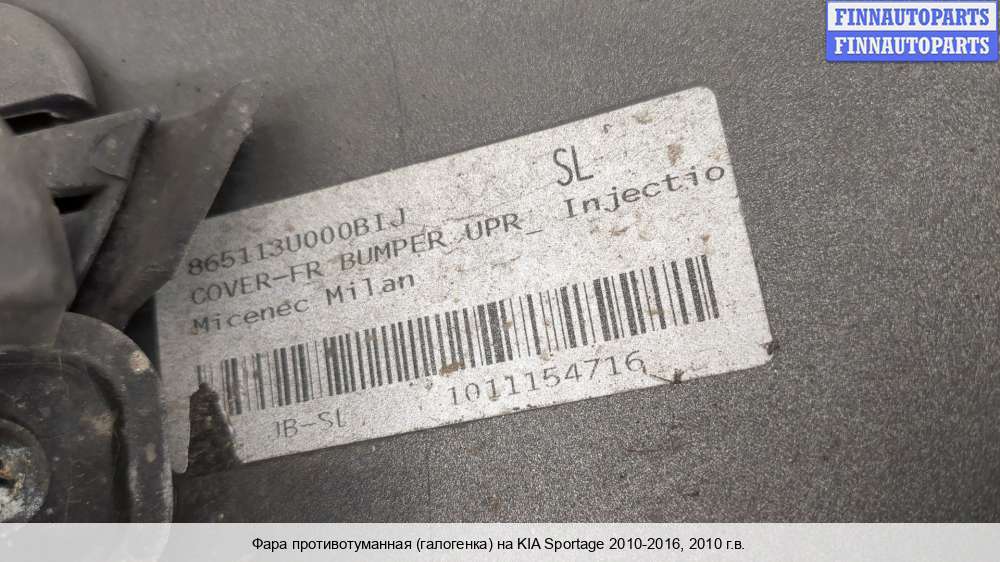 FINNAUTOPARTS
FINNAUTOPARTS
SL
865113U000BIJ
COVER-FR BUMPER UPR_ Injectio
Micenec Milan
JB-SL 1011154716
Фара противотуманная (галогенка) на KIA Sportage 2010-2016, 2010 г.в.